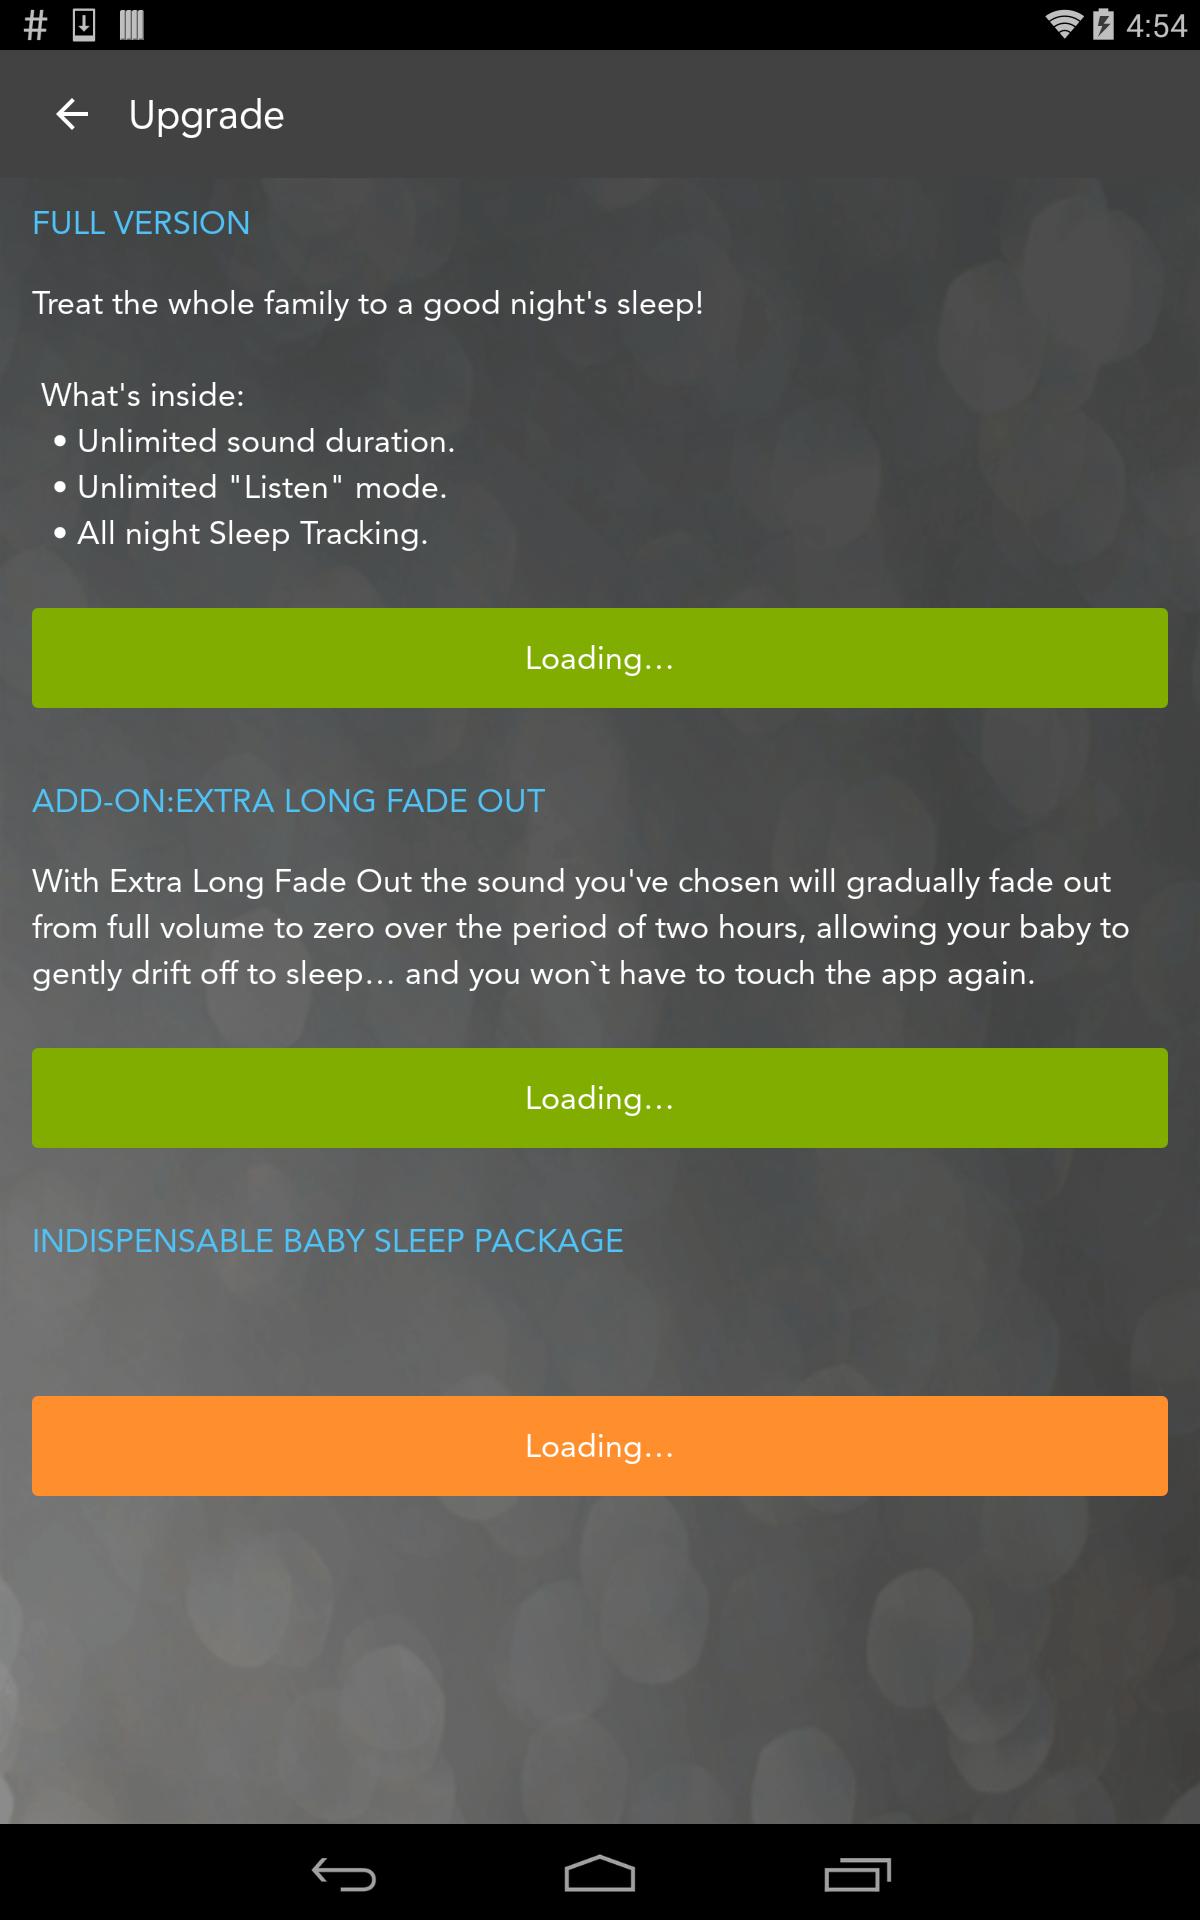 4:54
Upgrade
FULL VERSION
Treat the whole family to a good night's sleep!
What's inside:
• Unlimited sound duration.
• Unlimited "Listen" mode.
• All night Sleep Tracking.
Loading...
ADD-ON:EXTRA LONG FADE OUT
With Extra Long Fade Out the sound you've chosen will gradually fade out
from full volume to zero over the period of two hours, allowing your baby to
gently drift off to sleep... and you won`t have to touch the app again.
Loading...
INDISPENSABLE BABY SLEEP PACKAGE
Loading...